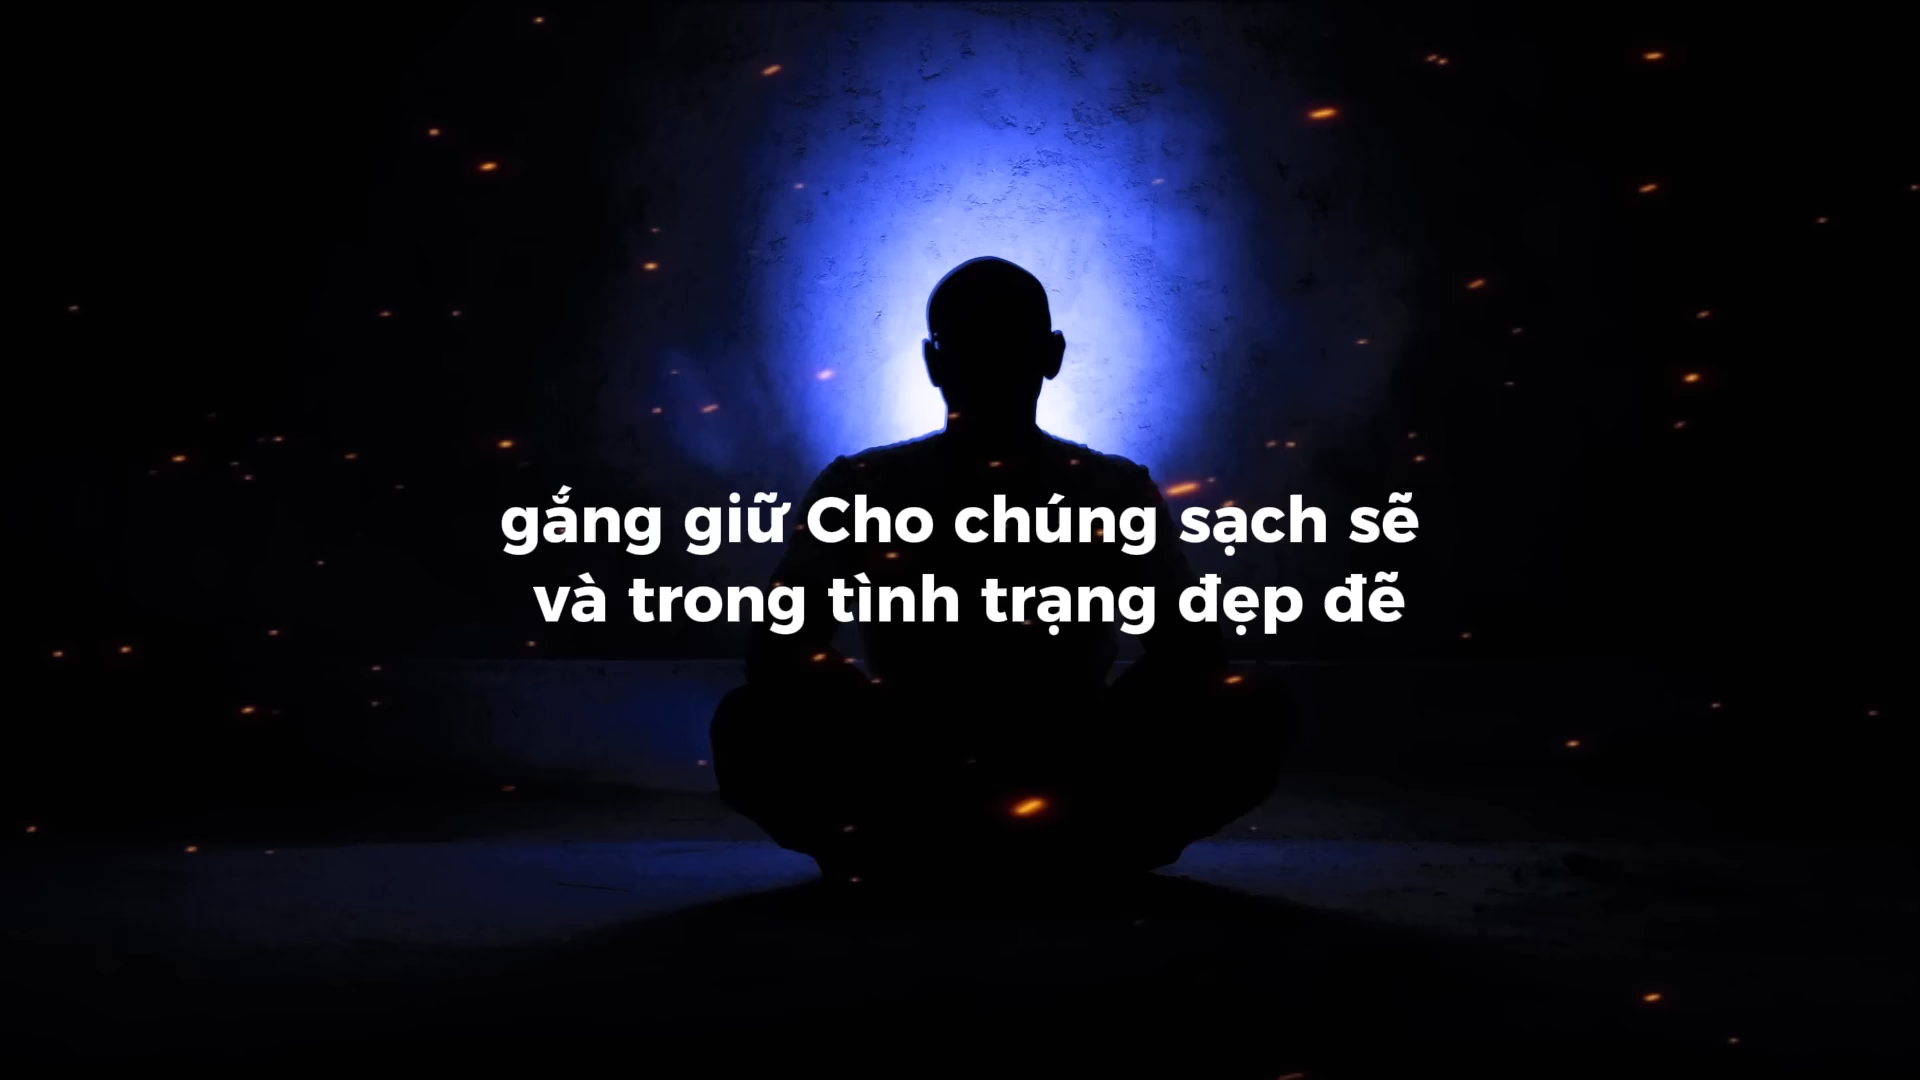 gắng giữ Cho chúng sạch sẽ
và trong tình trạng đẹp đẽ